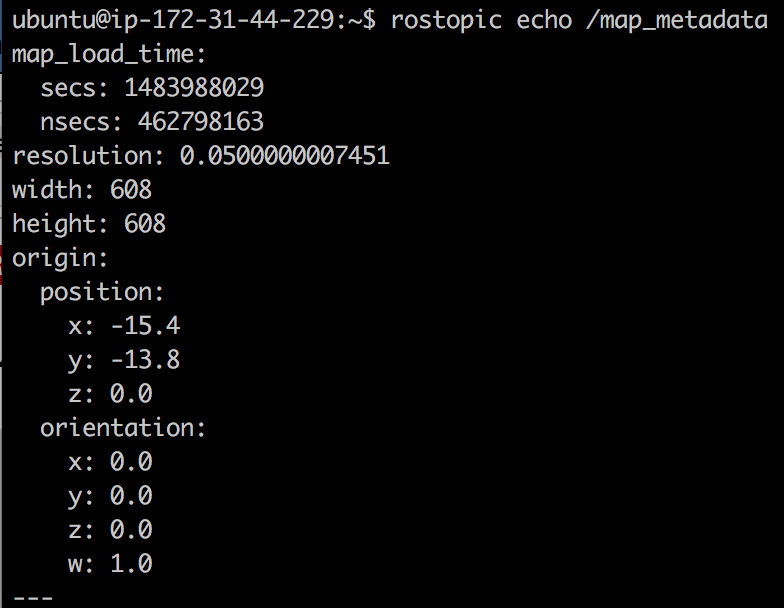 ubuntu@ip-172-31-44-229:~$ rostopic echo /map_metadata
map_load_time:
  secs: 1483988029
  nsecs: 462798163
resolution: 0.0500000007451
width: 608
height: 608
origin:
  position:
    x: -15.4
    y: -13.8
    z: 0.0
  orientation:
    x: 0.0
    y: 0.0
    z: 0.0
    w: 1.0
---